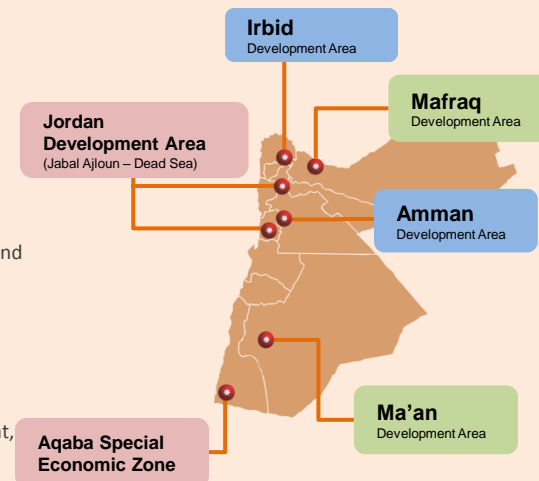 Irbid
Development Area
Mafraq
Development Area
Jordan
Development Area
(Jabal Ajloun – Dead Sea)
Amman
Development Area
Ma'an
Development Area
Aqaba Special
Economic Zone